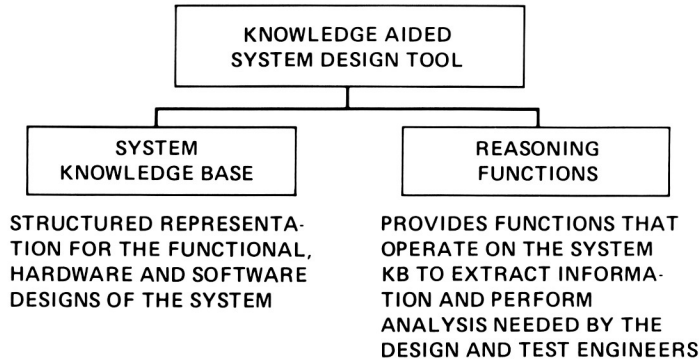 KNOWLEDGE AIDED
SYSTEM DESIGN TOOL
SYSTEM
KNOWLEDGE BASE
REASONING
FUNCTIONS
STRUCTURED REPRESENTA-
TION FOR THE FUNCTIONAL,
HARDWARE AND SOFTWARE
DESIGNS OF THE SYSTEM
PROVIDES FUNCTIONS THAT
OPERATE ON THE SYSTEM
KB TO EXTRACT INFORMA-
TION AND PERFORM
ANALYSIS NEEDED BY THE
DESIGN AND TEST ENGINEERS